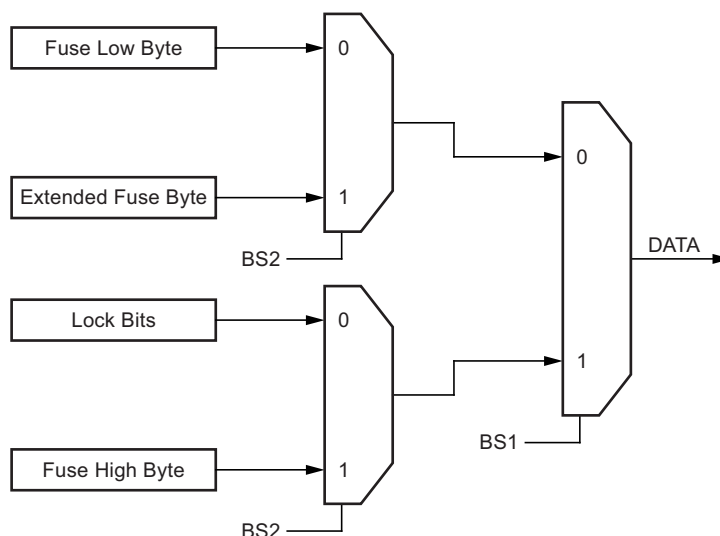 Fuse Low Byte
0
Extended Fuse Byte
1
BS2
0
DATA
Lock Bits
0
1
BS1
Fuse High Byte
1
BS2